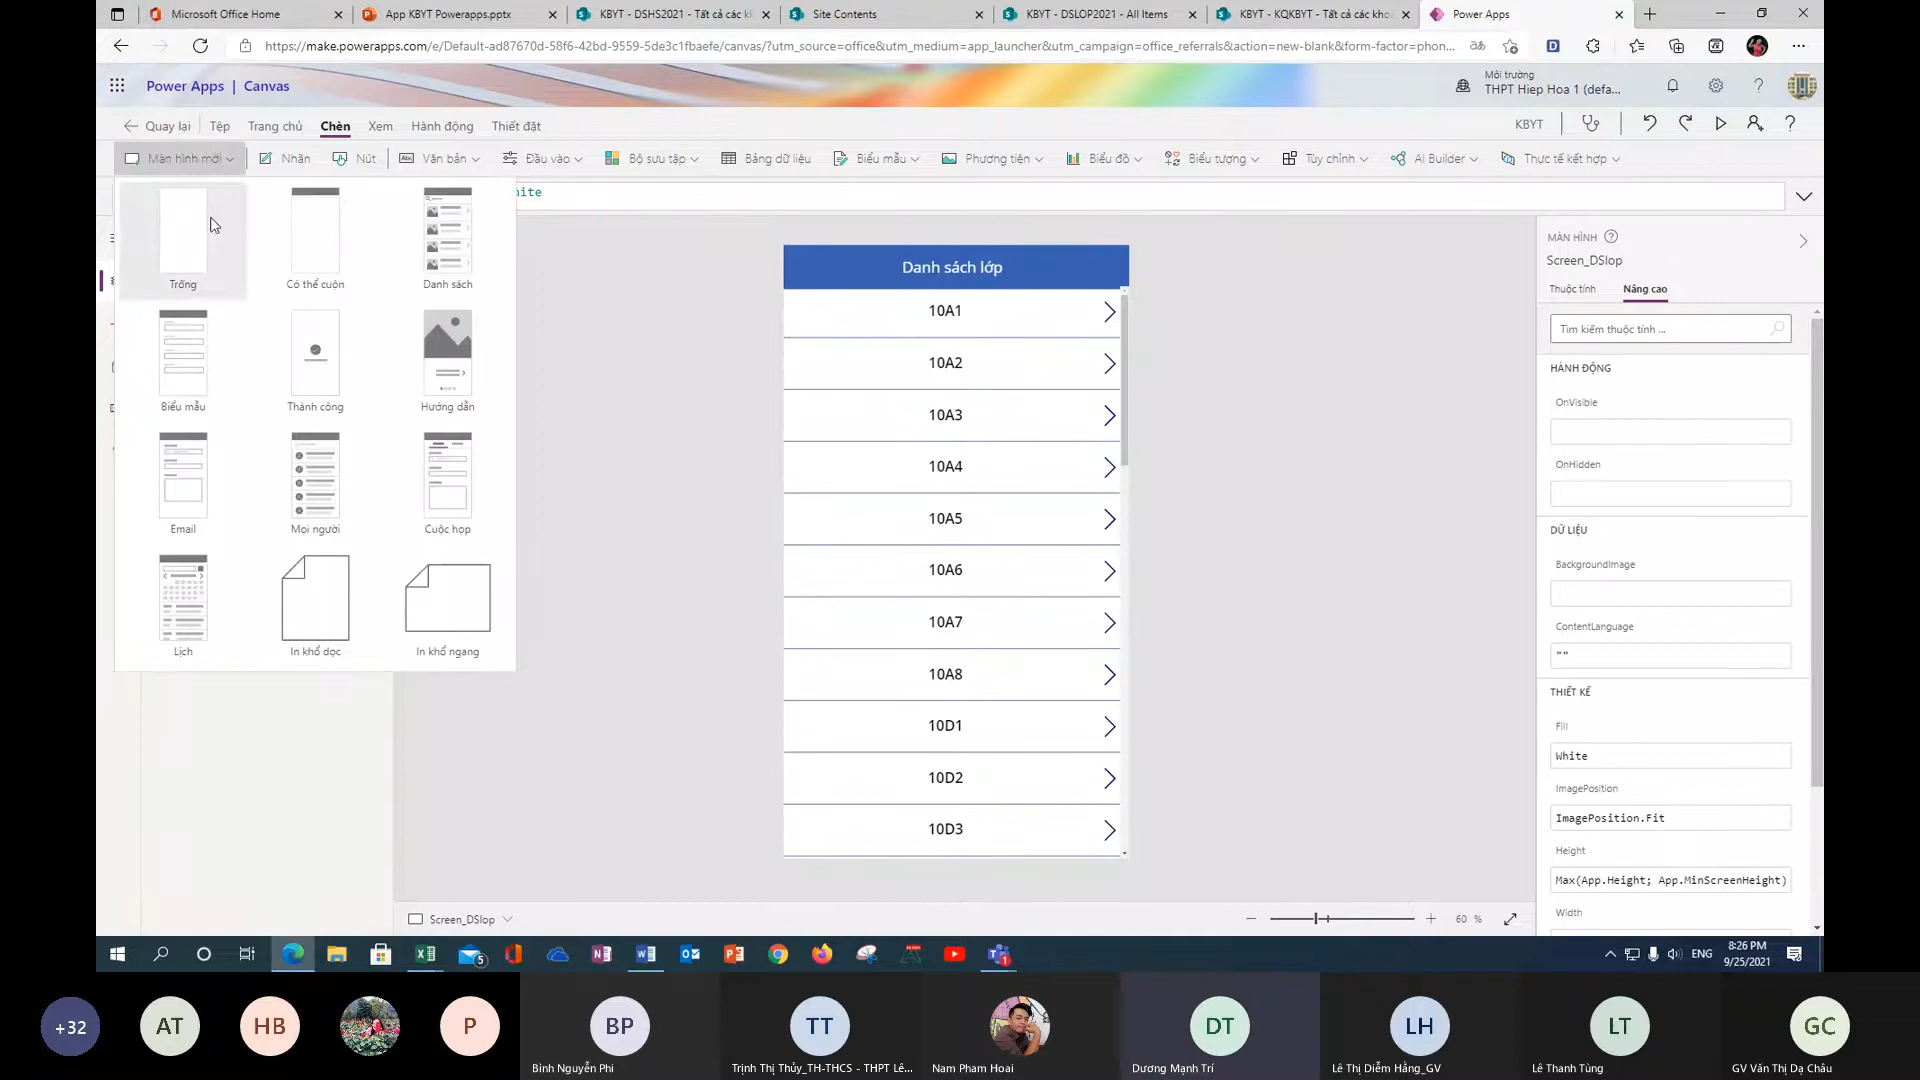 Microsoft Office Home
App KBYT Powerapps.pptx
KBYT - DSHS2021 - Tất cả các kh
Site Contents
KBYT - DSLOP2021 - All Items
KBYT - KQKBYT - Tất cả các kho
Power Apps
https://make.powerapps.com/e/Default-ad87670d-58f6-42bd-9559-5de3c1fbaefe/canvas/?utm_source=office&utm_medium=app_launcher&utm_campaign=office_referrals&action=new-blank&form-factor=phon...
Power Apps | Canvas
Môi trường
THPT Hiep Hoa 1 (defa...
Quay lại
Tệp
Trang chủ
Chèn
Xem
Hành động
Thiết đặt
KBYT
Màn hình mới
Nhãn
Nút
Văn bản
Đầu vào
Bộ sưu tập
Bảng dữ liệu
Biểu mẫu
Phương tiện
Biểu đồ
Biểu tượng
Tùy chỉnh
AI Builder
Thực tế kết hợp
hite
Trống
Có thể cuộn
Danh sách
Biểu mẫu
Thành công
Hướng dẫn
Email
Mọi người
Cuộc họp
Lịch
In khổ dọc
In khổ ngang
Danh sách lớp
10A1
10A2
10A3
10A4
10A5
10A6
10A7
10A8
10D1
10D2
10D3
MÀN HÌNH
Screen_DSlop
Thuộc tính
Nâng cao
Tìm kiếm thuộc tính ...
HÀNH ĐỘNG
OnVisible
OnHidden
DỮ LIỆU
BackgroundImage
ContentLanguage
""
THIẾT KẾ
Fill
White
ImagePosition
ImagePosition.Fit
Height
Max(App.Height; App.MinScreenHeight)
Width
Screen_DSlop
60 %
5
1
ENG
8:26 PM
9/25/2021
+32
AT
HB
P
BP
Bình Nguyễn Phi
TT
Trịnh Thị Thủy_TH-THCS - THPT Lê...
Nam Pham Hoai
DT
Dương Mạnh Trí
LH
Lê Thị Diễm Hằng_GV
LT
Lê Thanh Tùng
GC
GV Văn Thị Dạ Châu